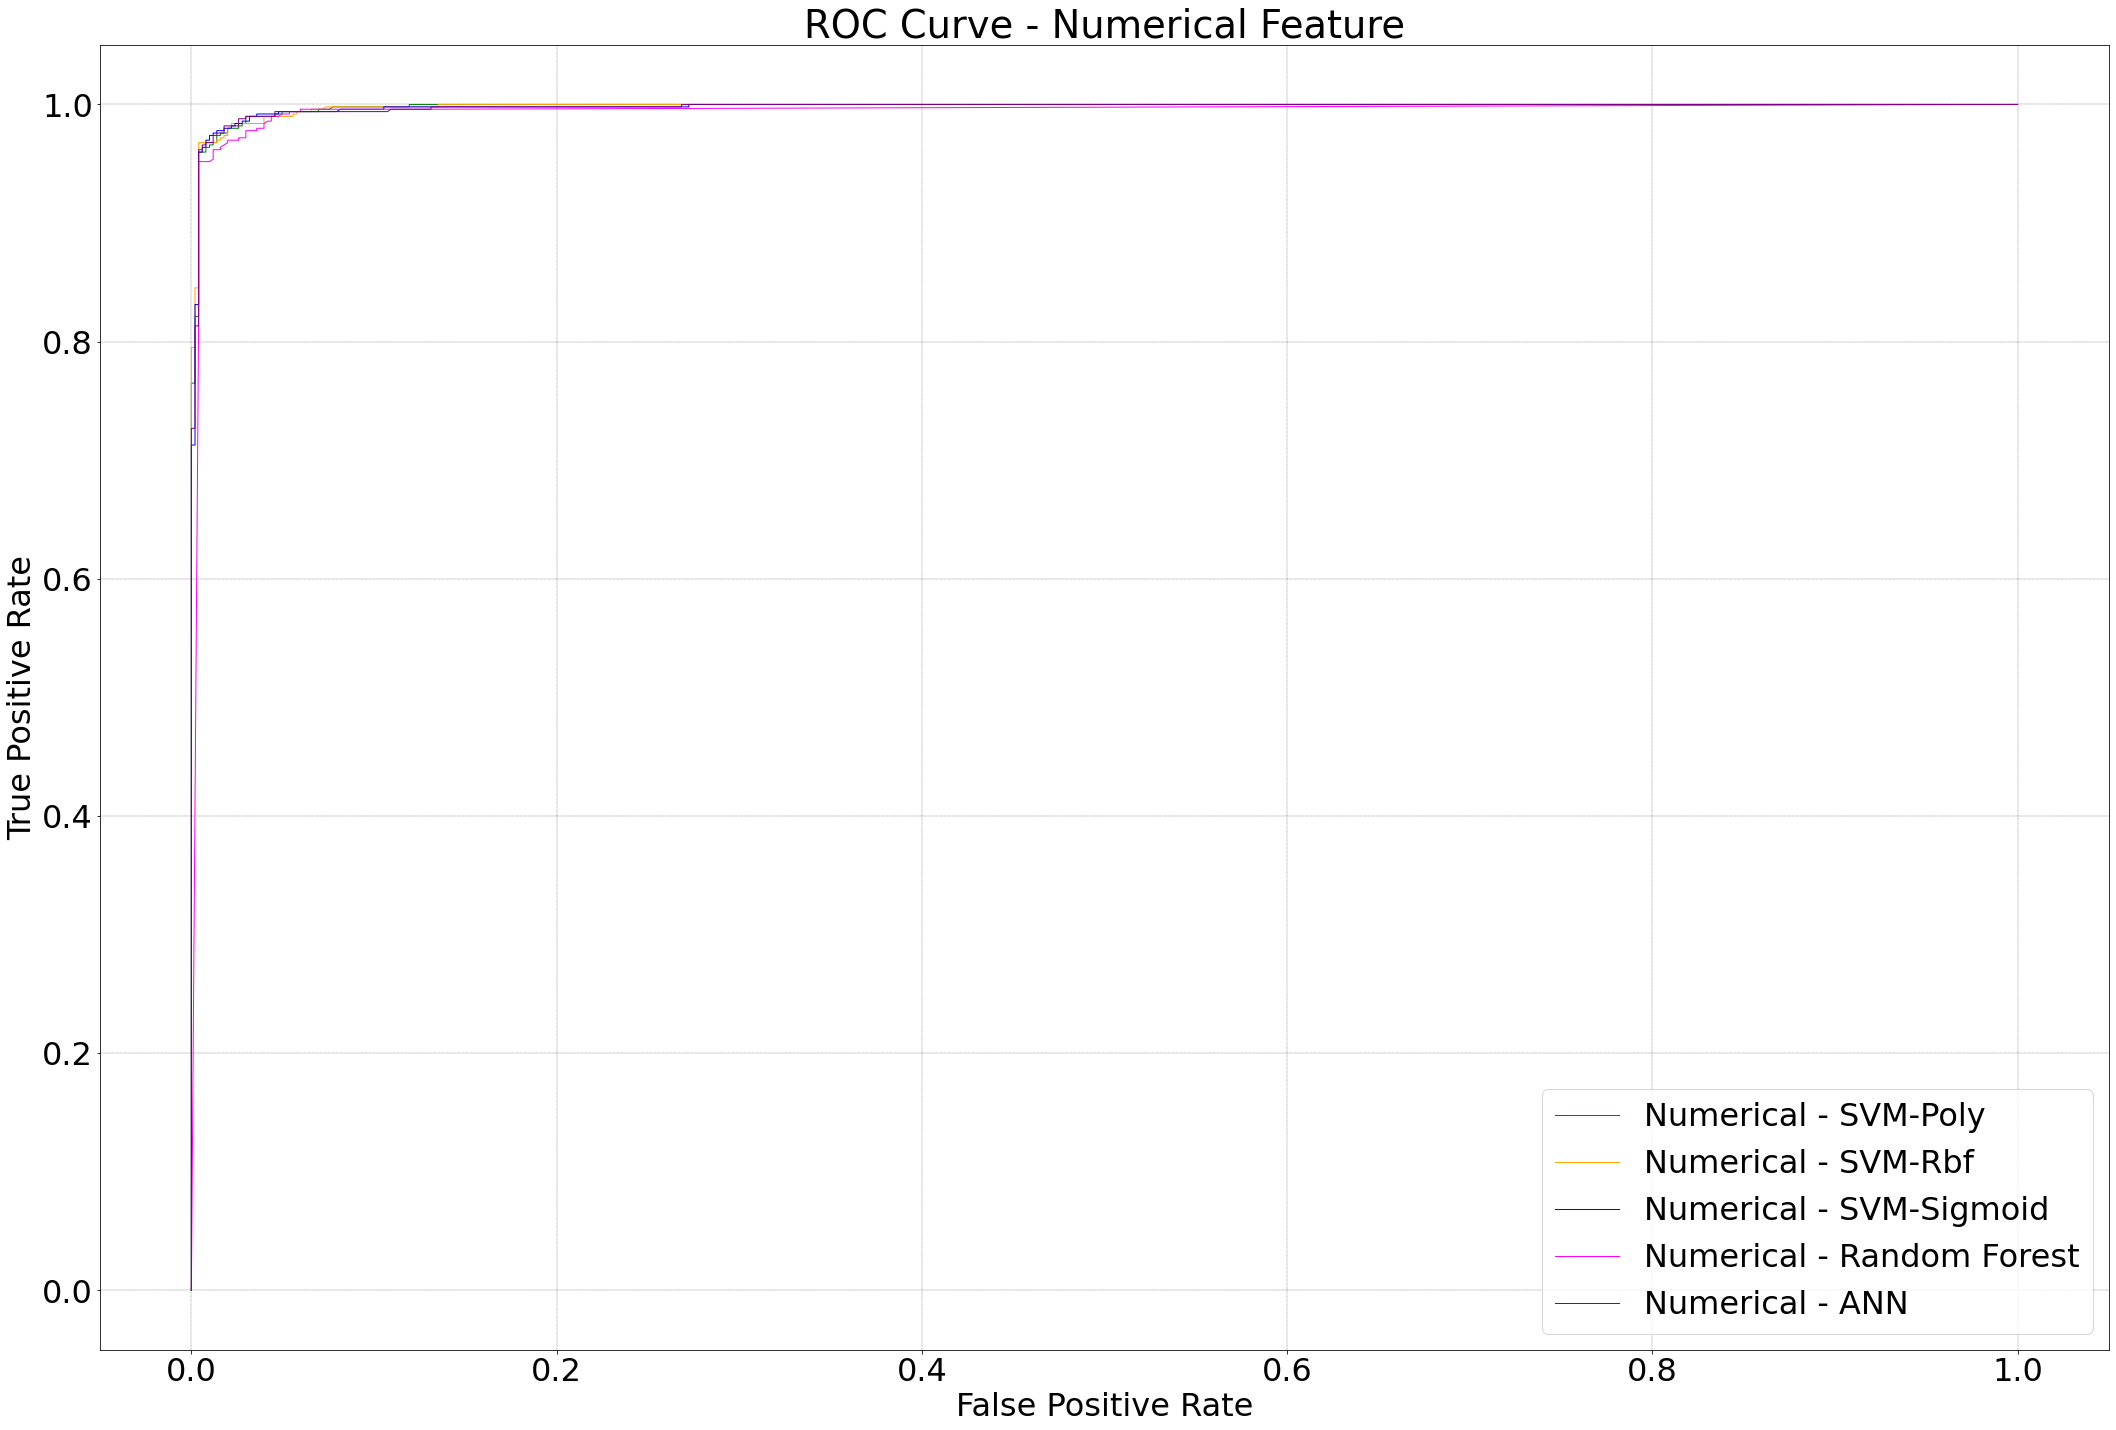 ROC Curve - Numerical Feature
1.0
0.8
0.6
0.4
0.2
0.0
True Positive Rate
Numerical - SVM-Poly
Numerical - SVM-Rbf
Numerical - SVM-Sigmoid
Numerical - Random Forest
Numerical - ANN
0.0 0.2 0.4 0.6 0.8 1.0
False Positive Rate